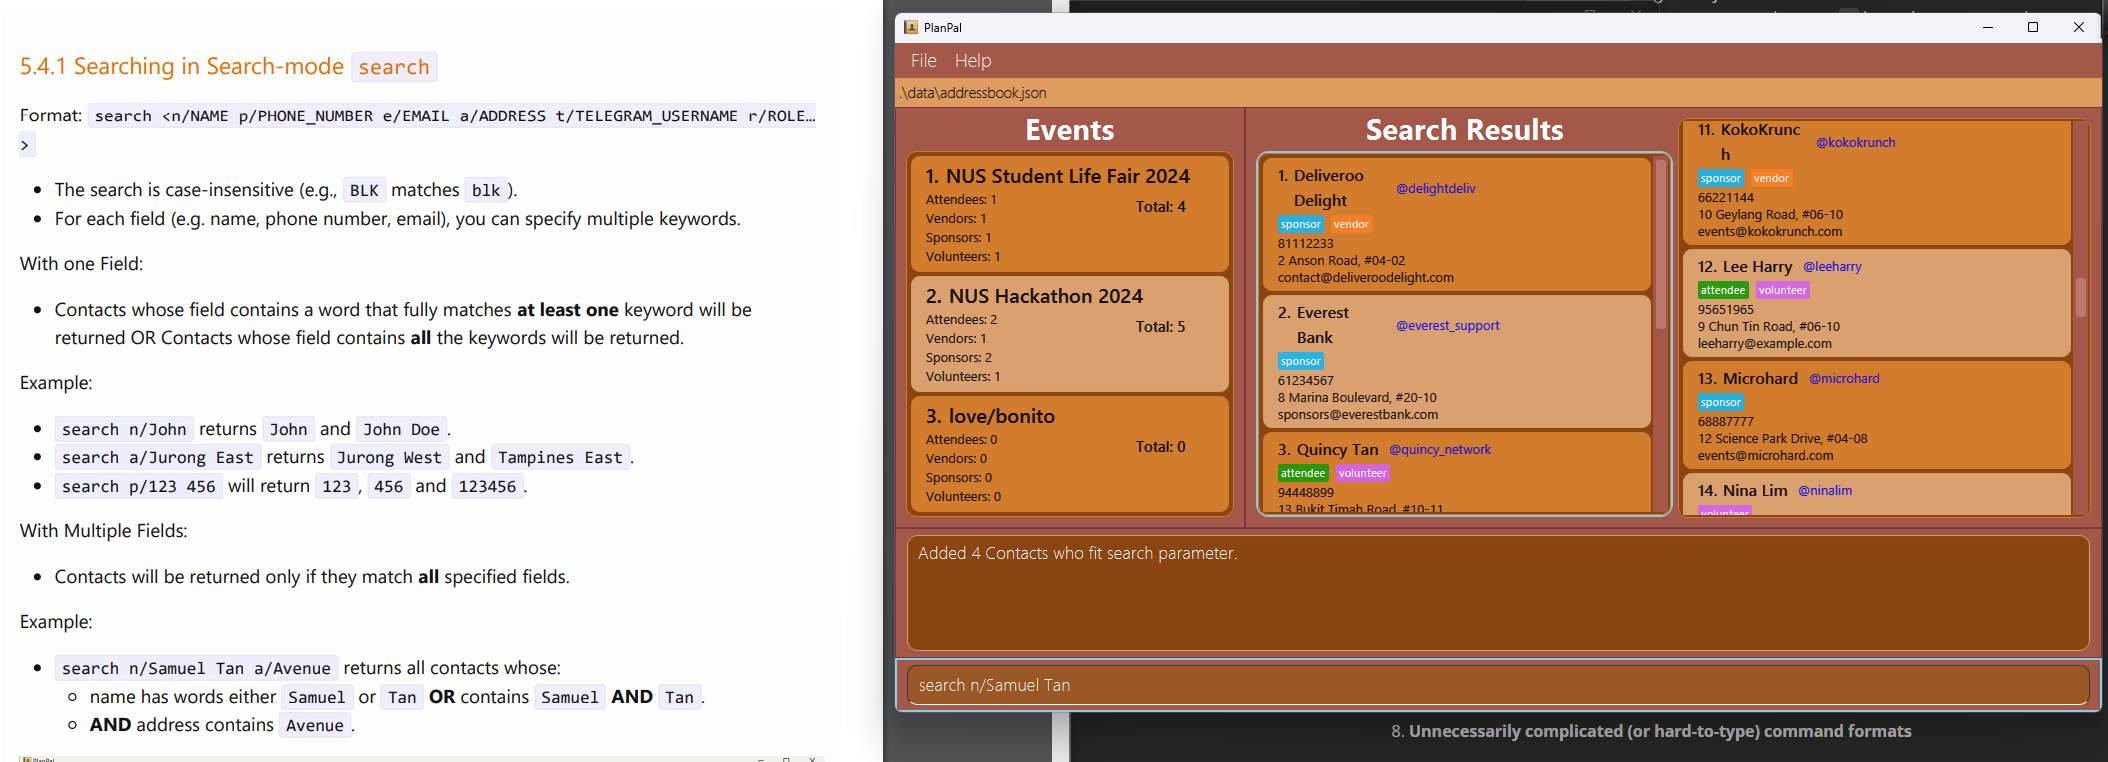 5.4.1 Searching in Search-mode search
Format: search <n/NAME p/PHONE_NUMBER e/EMAIL a/ADDRESS t/TELEGRAM_USERNAME r/ROLE…
>
The search is case-insensitive (e.g., BLK matches blk ).
For each field (e.g. name, phone number, email), you can specify multiple keywords.
With one Field:
Contacts whose field contains a word that fully matches at least one keyword will be
returned OR Contacts whose field contains all the keywords will be returned.
Example:
search n/John returns John and John Doe .
search a/Jurong East returns Jurong West and Tampines East .
search p/123 456 will return 123 , 456 and 123456 .
With Multiple Fields:
Contacts will be returned only if they match all specified fields.
Example:
search n/Samuel Tan a/Avenue returns all contacts whose:
name has words either Samuel or Tan OR contains Samuel AND Tan .
AND address contains Avenue .
PlanPal
PlanPal
File Help
.\data\addressbook.json
Events
1. NUS Student Life Fair 2024
Attendees: 1
Vendors: 1
Sponsors: 1
Volunteers: 1
Total: 4
2. NUS Hackathon 2024
Attendees: 2
Vendors: 1
Sponsors: 2
Volunteers: 1
Total: 5
3. love/bonito
Attendees: 0
Vendors: 0
Sponsors: 0
Volunteers: 0
Total: 0
Search Results
1. Deliveroo
Delight
@delightdeliv
sponsor vendor
81112233
2 Anson Road, #04-02
contact@deliveroodelight.com
2. Everest
Bank
@everest_support
sponsor
61234567
8 Marina Boulevard, #20-10
sponsors@everestbank.com
3. Quincy Tan @quincy_network
attendee volunteer
94448899
13 Bukit Timah Road, #10-11
11. KokoKrunc
h
@kokokrunch
sponsor vendor
66221144
10 Geylang Road, #06-10
events@kokokrunch.com
12. Lee Harry @leeharry
attendee volunteer
95651965
9 Chun Tin Road, #06-10
leeharry@example.com
13. Microhard @microhard
sponsor
68887777
12 Science Park Drive, #04-08
events@microhard.com
14. Nina Lim @ninalim
volunteer
Added 4 Contacts who fit search parameter.
search n/Samuel Tan
8. Unnecessarily complicated (or hard-to-type) command formats